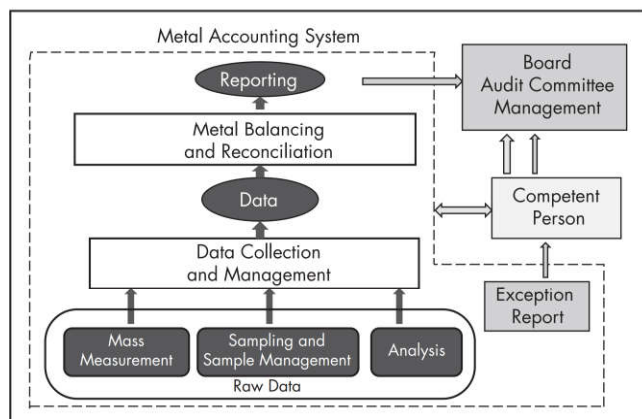 Metal Accounting System
Reporting
Board
Audit Committee
Management
Metal Balancing
and Reconciliation
Data
Competent
Person
Data Collection
and Management
Exception
Report
Mass
Measurement
Sampling and
Sample Management
Analysis
Raw Data